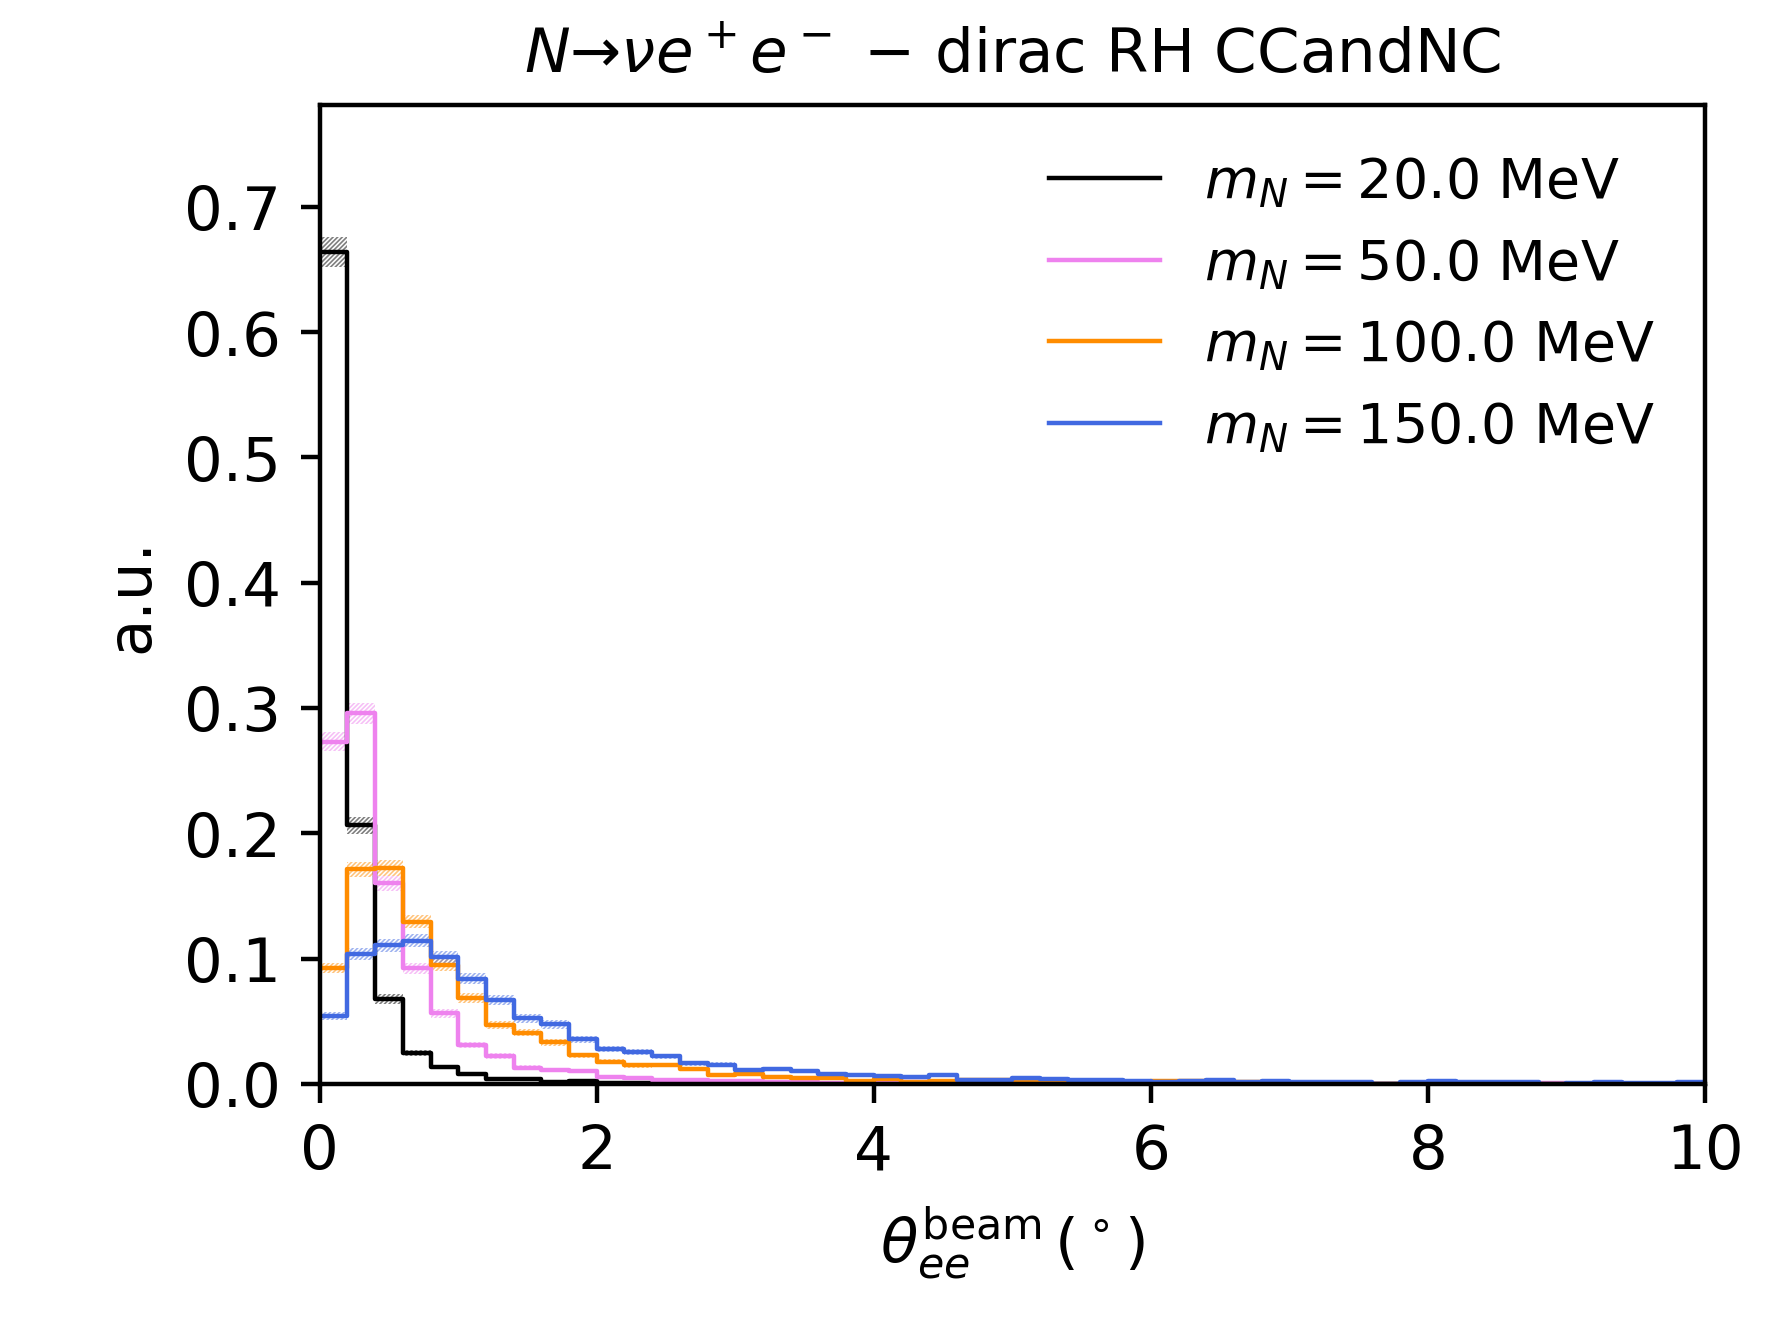 N→νe⁺e⁻ − dirac RH CCandNC
m_N = 20.0 MeV
m_N = 50.0 MeV
m_N = 100.0 MeV
m_N = 150.0 MeV
a.u.
0.7
0.6
0.5
0.4
0.3
0.2
0.1
0.0
0 2 4 6 8 10
θ_{ee}^{beam} (°)